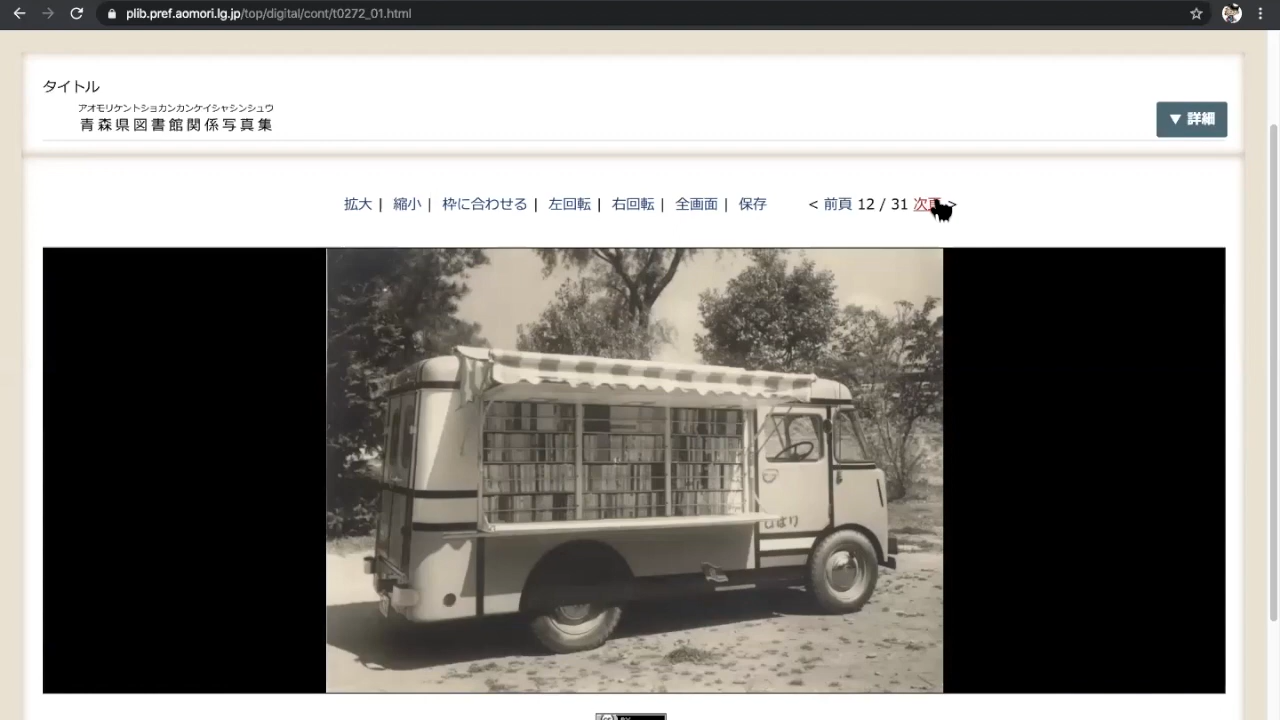 plib.pref.aomori.lg.jp/top/digital/cont/t0272_01.html
タイトル
アオモリケントショカンカンケイシャシンシュウ
青森県図書館関係写真集
▼ 詳細
拡大 | 縮小 | 枠に合わせる | 左回転 | 右回転 | 全画面 | 保存 < 前頁 12 / 31 次頁 >
ひばり